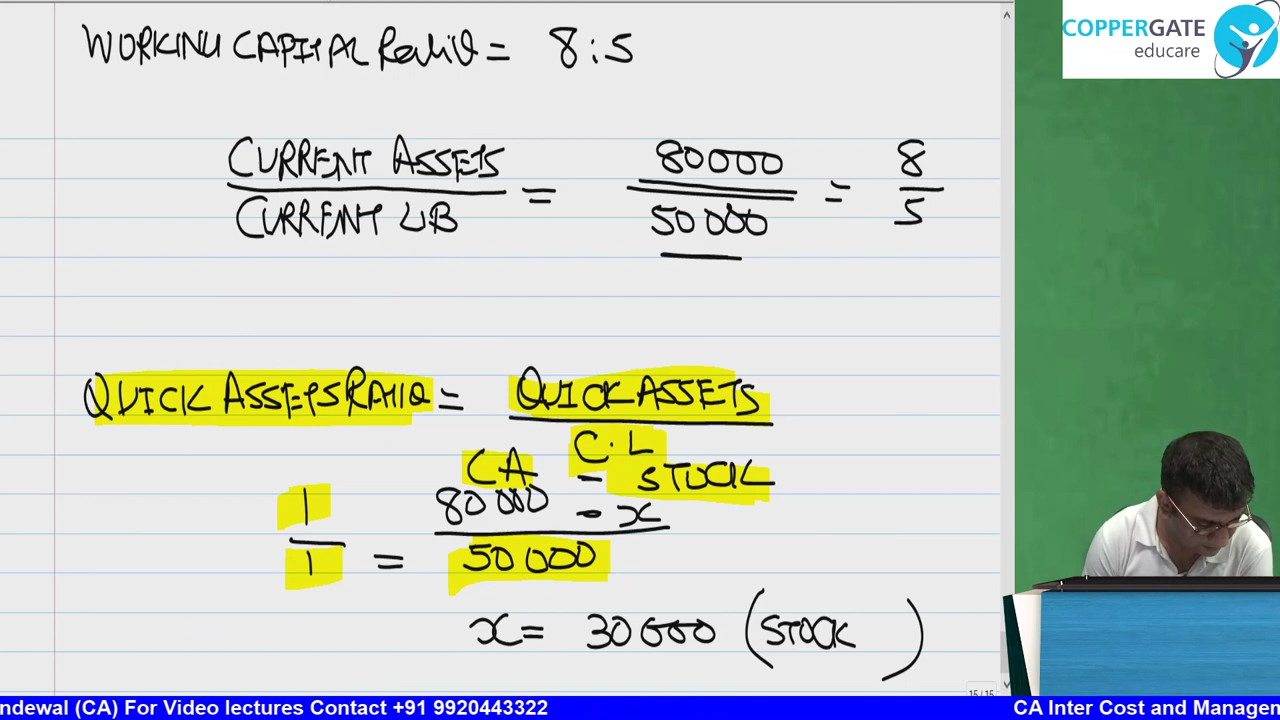 COPPERGATE
educare
WORKING CAPITAL Ratio = 8:5
CURRENT ASSETS / CURRENT LIB = 80000 / 50000 = 8 / 5
QUICK ASSETS RATIO = QUICK ASSETS / C.L
CA - STOCK
1 / 1 = 80000 - x / 50000
x = 30000 (STOCK )
15/15
ndewal (CA) For Video lectures Contact +91 9920443322
CA Inter Cost and Managen